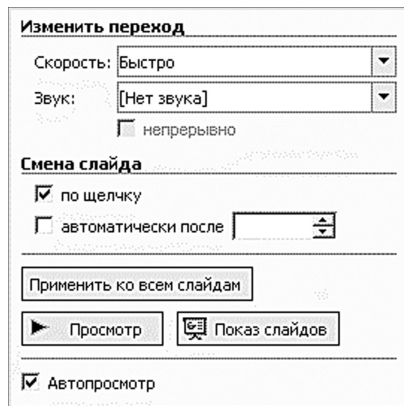 Изменить переход
Скорость: Быстро
Звук: [Нет звука]
непрерывно
Смена слайда
по щелчку
автоматически после
Применить ко всем слайдам
Просмотр Показ слайдов
Автопросмотр